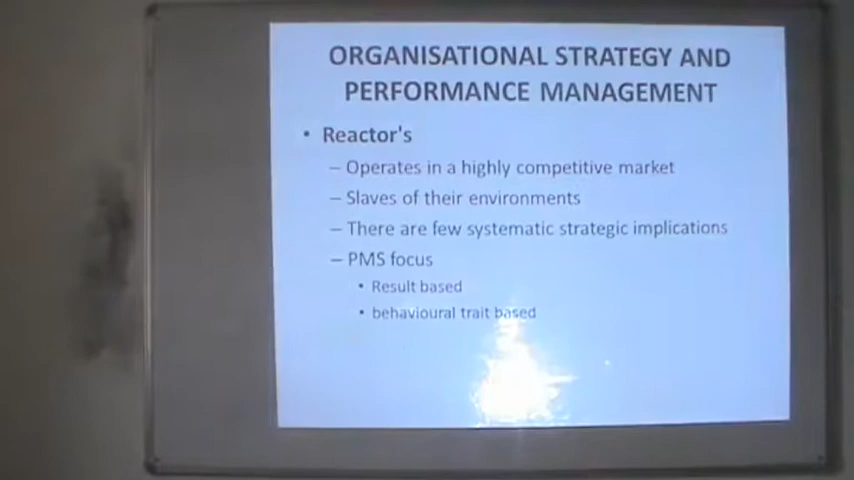 ORGANISATIONAL STRATEGY AND
PERFORMANCE MANAGEMENT
• Reactor's
– Operates in a highly competitive market
– Slaves of their environments
– There are few systematic strategic implications
– PMS focus
• Result based
• behavioural trait based